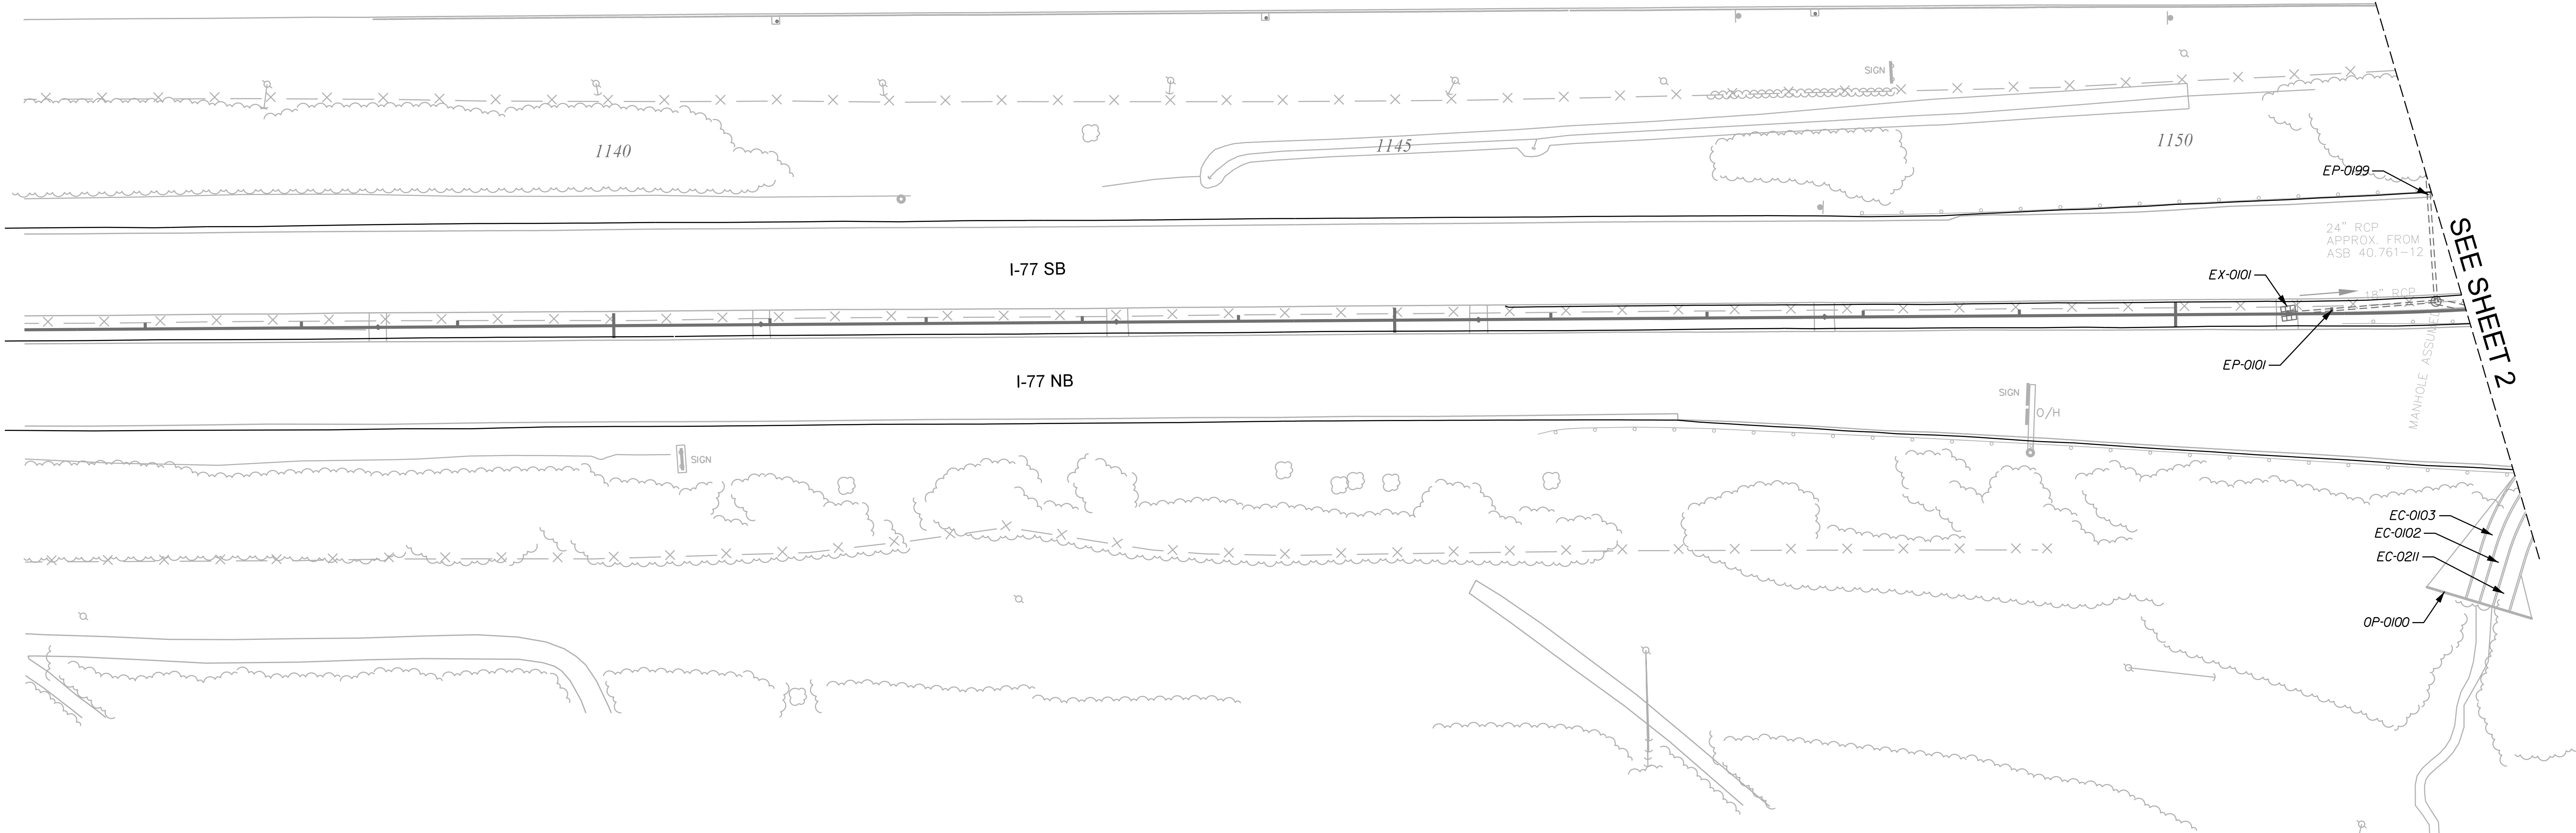 SIGN
1140
1145
1150
EP-0199
24" RCP
APPROX. FROM
ASB 40.761-12
SEE SHEET 2
I-77 SB
EX-0101
18" RCP
EP-0101
MANHOLE ASSUMED
I-77 NB
SIGN
O/H
SIGN
EC-0103
EC-0102
EC-0211
OP-0100